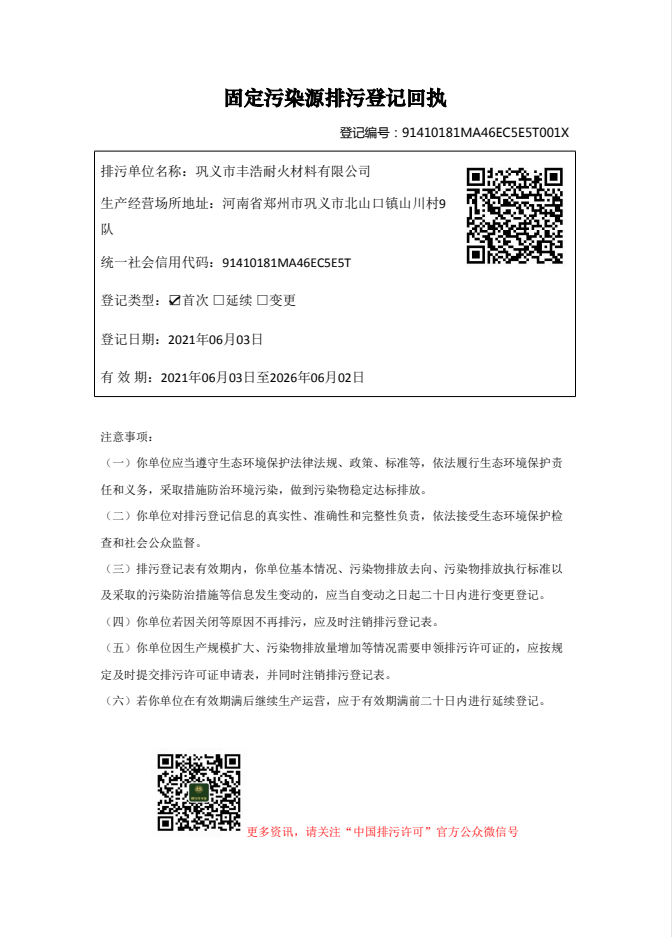 固定污染源排污登记回执
登记编号：91410181MA46EC5E5T001X
排污单位名称：巩义市丰浩耐火材料有限公司
生产经营场所地址：河南省郑州市巩义市北山口镇山川村9
队
统一社会信用代码：91410181MA46EC5E5T
登记类型：☑首次 □延续 □变更
登记日期：2021年06月03日
有 效 期：2021年06月03日至2026年06月02日
注意事项：
（一）你单位应当遵守生态环境保护法律法规、政策、标准等，依法履行生态环境保护责
任和义务，采取措施防治环境污染，做到污染物稳定达标排放。
（二）你单位对排污登记信息的真实性、准确性和完整性负责，依法接受生态环境保护检
查和社会公众监督。
（三）排污登记表有效期内，你单位基本情况、污染物排放去向、污染物排放执行标准以
及采取的污染防治措施等信息发生变动的，应当自变动之日起二十日内进行变更登记。
（四）你单位若因关闭等原因不再排污，应及时注销排污登记表。
（五）你单位因生产规模扩大、污染物排放量增加等情况需要申领排污许可证的，应按规
定及时提交排污许可证申请表，并同时注销排污登记表。
（六）若你单位在有效期满后继续生产运营，应于有效期满前二十日内进行延续登记。
更多资讯，请关注“中国排污许可”官方公众微信号